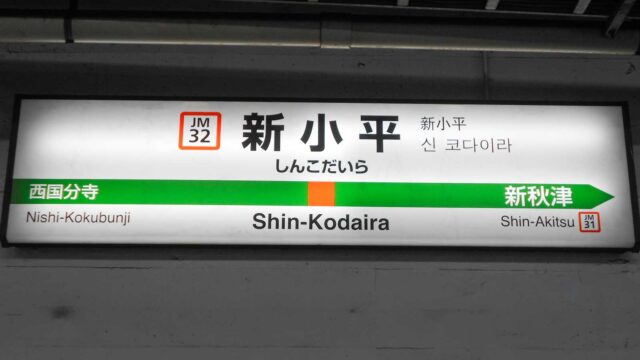 JM
32
新小平
しんこだいら
新小平
신 코다이라
西国分寺
新秋津
Nishi-Kokubunji
Shin-Kodaira
Shin-Akitsu
JM
31